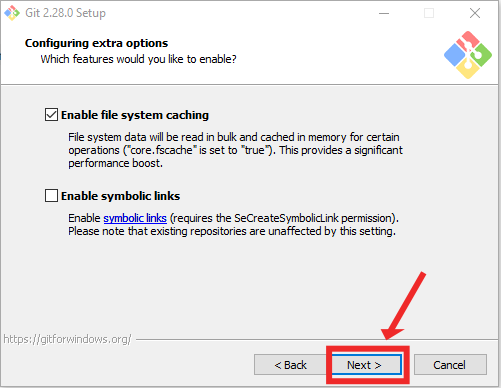 Git 2.28.0 Setup
Configuring extra options
Which features would you like to enable?
Enable file system caching
File system data will be read in bulk and cached in memory for certain
operations ("core.fscache" is set to "true"). This provides a significant
performance boost.
Enable symbolic links
Enable symbolic links (requires the SeCreateSymbolicLink permission).
Please note that existing repositories are unaffected by this setting.
https://gitforwindows.org/
< Back
Next >
Cancel